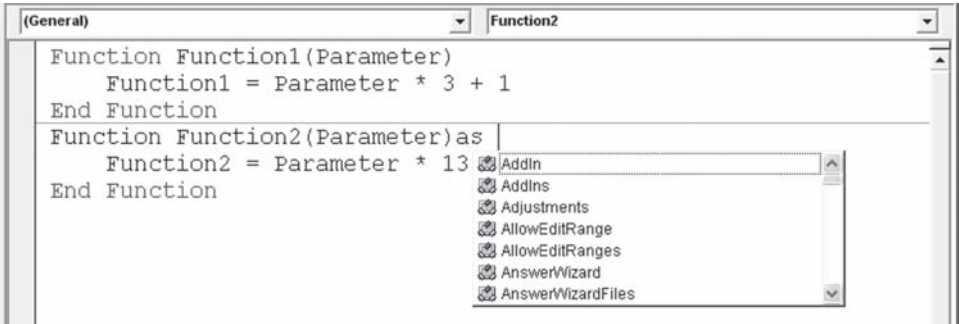 (General) Function2
Function Function1(Parameter)
Function1 = Parameter * 3 + 1
End Function
Function Function2(Parameter)as
Function2 = Parameter * 13
End Function
AddIn
AddIns
Adjustments
AllowEditRange
AllowEditRanges
AnswerWizard
AnswerWizardFiles